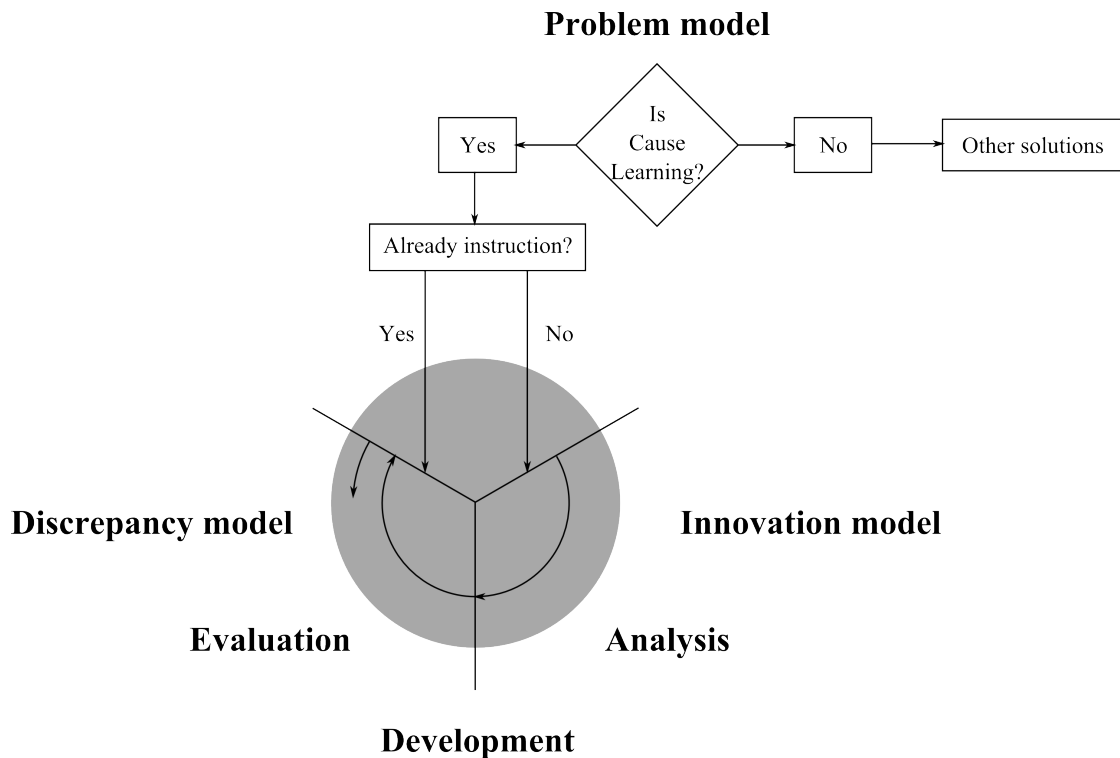 Problem model
Is
Cause
Learning?
Yes
No
Other solutions
Already instruction?
Yes
No
Discrepancy model
Innovation model
Evaluation
Analysis
Development